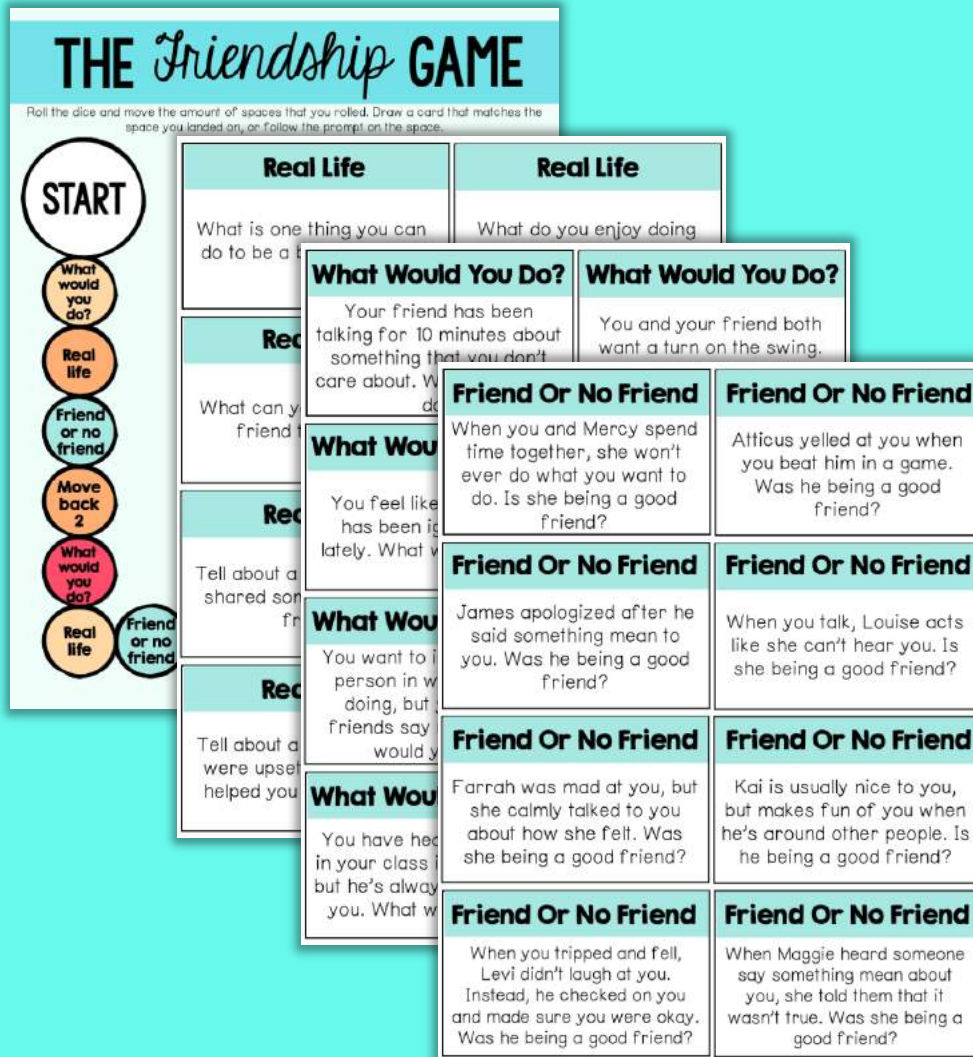 THE Friendship GAME
Roll the dice and move the amount of spaces that you rolled. Draw a card that matches the
space you landed on, or follow the prompt on the space.
START
What
would
you
do?
Real
life
Friend
or no
friend
Move
back
2
What
would
you
do?
Real
life
Friend
or no
friend
Real Life
What is one thing you can
do to be a
Real Life
What do you enjoy doing
What can
friend
Tell about a
shared
Tell about a
were upset
helped you
What Would You Do?
Your friend has been
talking for 10 minutes about
something that you don't
care about.
What Would You Do?
You and your friend both
want a turn on the swing.
You feel like
has been
lately. What
You want to
person in
doing, but
friends say
would
You have
in your class
but he's
you. What
Friend Or No Friend
When you and Mercy spend
time together, she won't
ever do what you want to
do. Is she being a good
friend?
Friend Or No Friend
Atticus yelled at you when
you beat him in a game.
Was he being a good
friend?
Friend Or No Friend
James apologized after he
said something mean to
you. Was he being a good
friend?
Friend Or No Friend
When you talk, Louise acts
like she can't hear you. Is
she being a good friend?
Friend Or No Friend
Farrah was mad at you, but
she calmly talked to you
about how she felt. Was
she being a good friend?
Friend Or No Friend
Kai is usually nice to you,
but makes fun of you when
he's around other people. Is
he being a good friend?
Friend Or No Friend
When you tripped and fell,
Levi didn't laugh at you.
Instead, he checked on you
and made sure you were okay.
Was he being a good friend?
Friend Or No Friend
When Maggie heard someone
say something mean about
you, she told them that it
wasn't true. Was she being a
good friend?